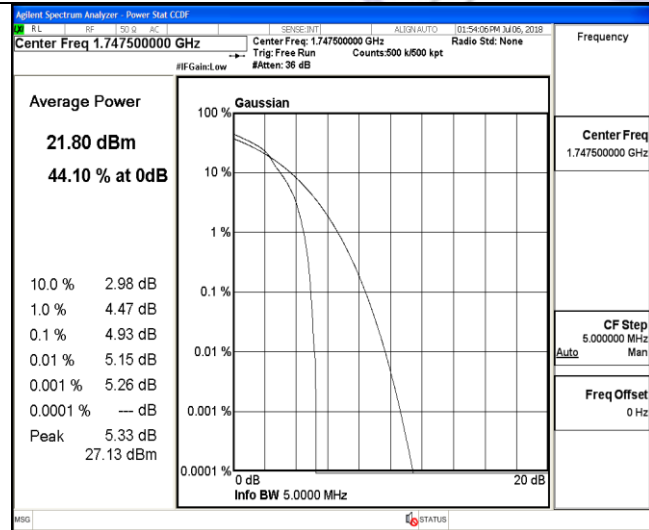 Agilent Spectrum Analyzer - Power Stat CCDF
RL RF 50 Ω AC SENSE:INT ALIGN AUTO 01:54:06 PM Jul 06, 2018
Center Freq 1.747500000 GHz
Center Freq: 1.747500000 GHz Radio Std: None
Trig: Free Run Counts:500 k/500 kpt
#IFGain:Low #Atten: 36 dB
Frequency
Average Power
21.80 dBm
44.10 % at 0dB
10.0 % 2.98 dB
1.0 % 4.47 dB
0.1 % 4.93 dB
0.01 % 5.15 dB
0.001 % 5.26 dB
0.0001 % --- dB
Peak 5.33 dB
27.13 dBm
Gaussian
100 %
10 %
1 %
0.1 %
0.01 %
0.001 %
0.0001 %
0 dB 20 dB
Info BW 5.0000 MHz
Center Freq
1.747500000 GHz
CF Step
5.000000 MHz
Auto Man
Freq Offset
0 Hz
MSG STATUS